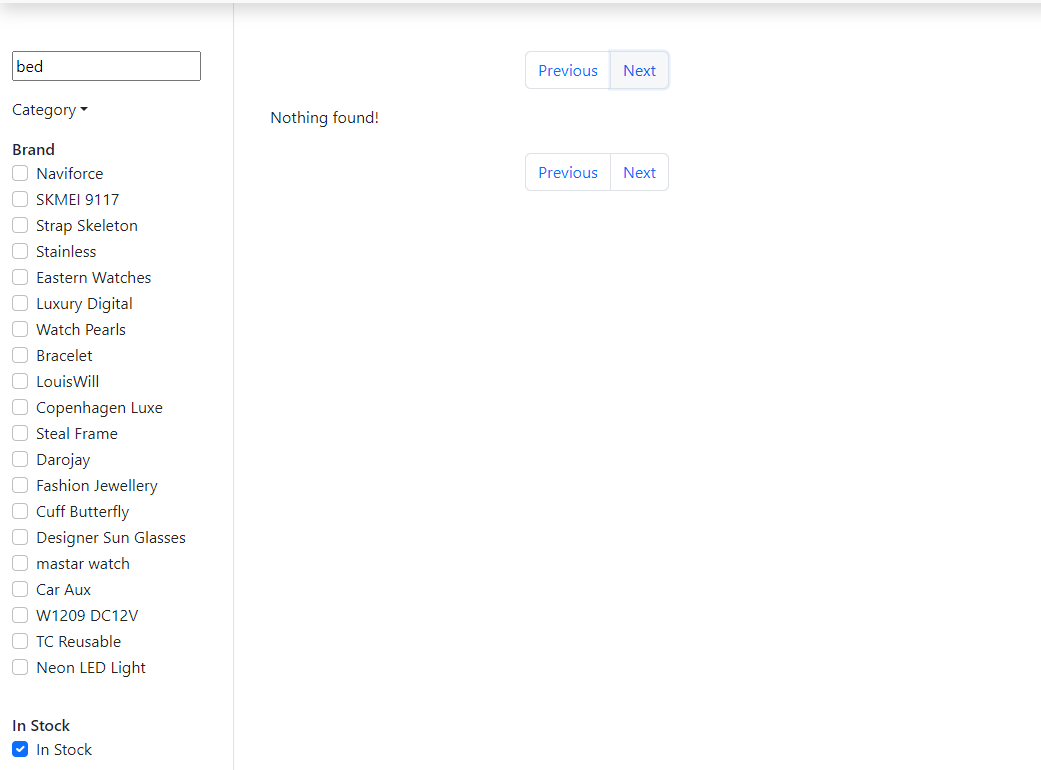 bed
Category
Brand
Naviforce
SKMEI 9117
Strap Skeleton
Stainless
Eastern Watches
Luxury Digital
Watch Pearls
Bracelet
LouisWill
Copenhagen Luxe
Steal Frame
Darojay
Fashion Jewellery
Cuff Butterfly
Designer Sun Glasses
mastar watch
Car Aux
W1209 DC12V
TC Reusable
Neon LED Light
In Stock
In Stock
Previous Next
Nothing found!
Previous Next